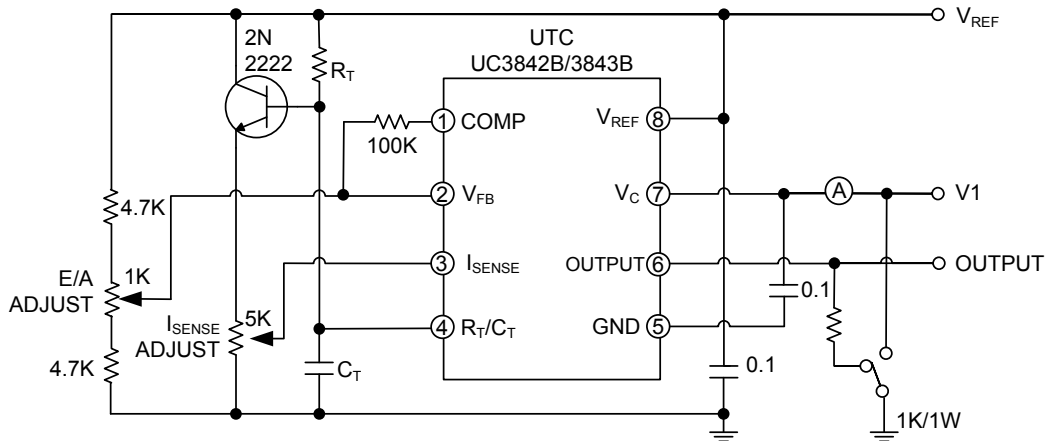 V_REF
UTC
UC3842B/3843B
2N
2222
R_T
① COMP
V_REF ⑧
100K
4.7K
② V_FB
V_C ⑦
A
V1
E/A
ADJUST
1K
③ I_SENSE
OUTPUT ⑥
OUTPUT
I_SENSE
ADJUST
5K
④ R_T/C_T
GND ⑤
0.1
4.7K
C_T
0.1
1K/1W